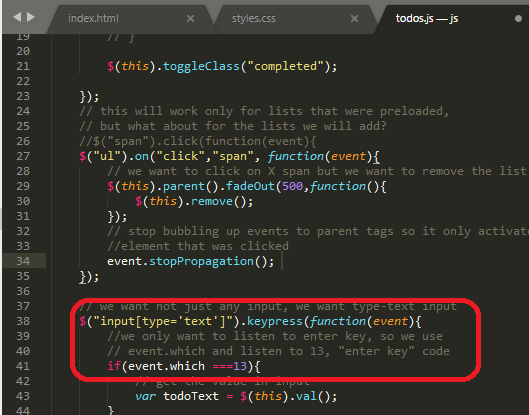 index.html × styles.css × todos.js — js
19 // }
20
21 $(this).toggleClass("completed");
22
23 });
24 // this will work only for lists that were preloaded,
25 // but what about for the lists we will add?
26 //$("span").click(function(event){
27 $("ul").on("click","span", function(event){
28 // we want to click on X span but we want to remove the list
29 $(this).parent().fadeOut(500,function(){
30 $(this).remove();
31 });
32 // stop bubbling up events to parent tags so it only activate
33 //element that was clicked
34 event.stopPropagation();
35 });
36
37 // we want not just any input, we want type-text input
38 $("input[type='text']").keypress(function(event){
39 //we only want to listen to enter key, so we use
40 // event.which and listen to 13, "enter key" code
41 if(event.which ===13){
42 // get the value in input
43 var todoText = $(this).val();
44 }